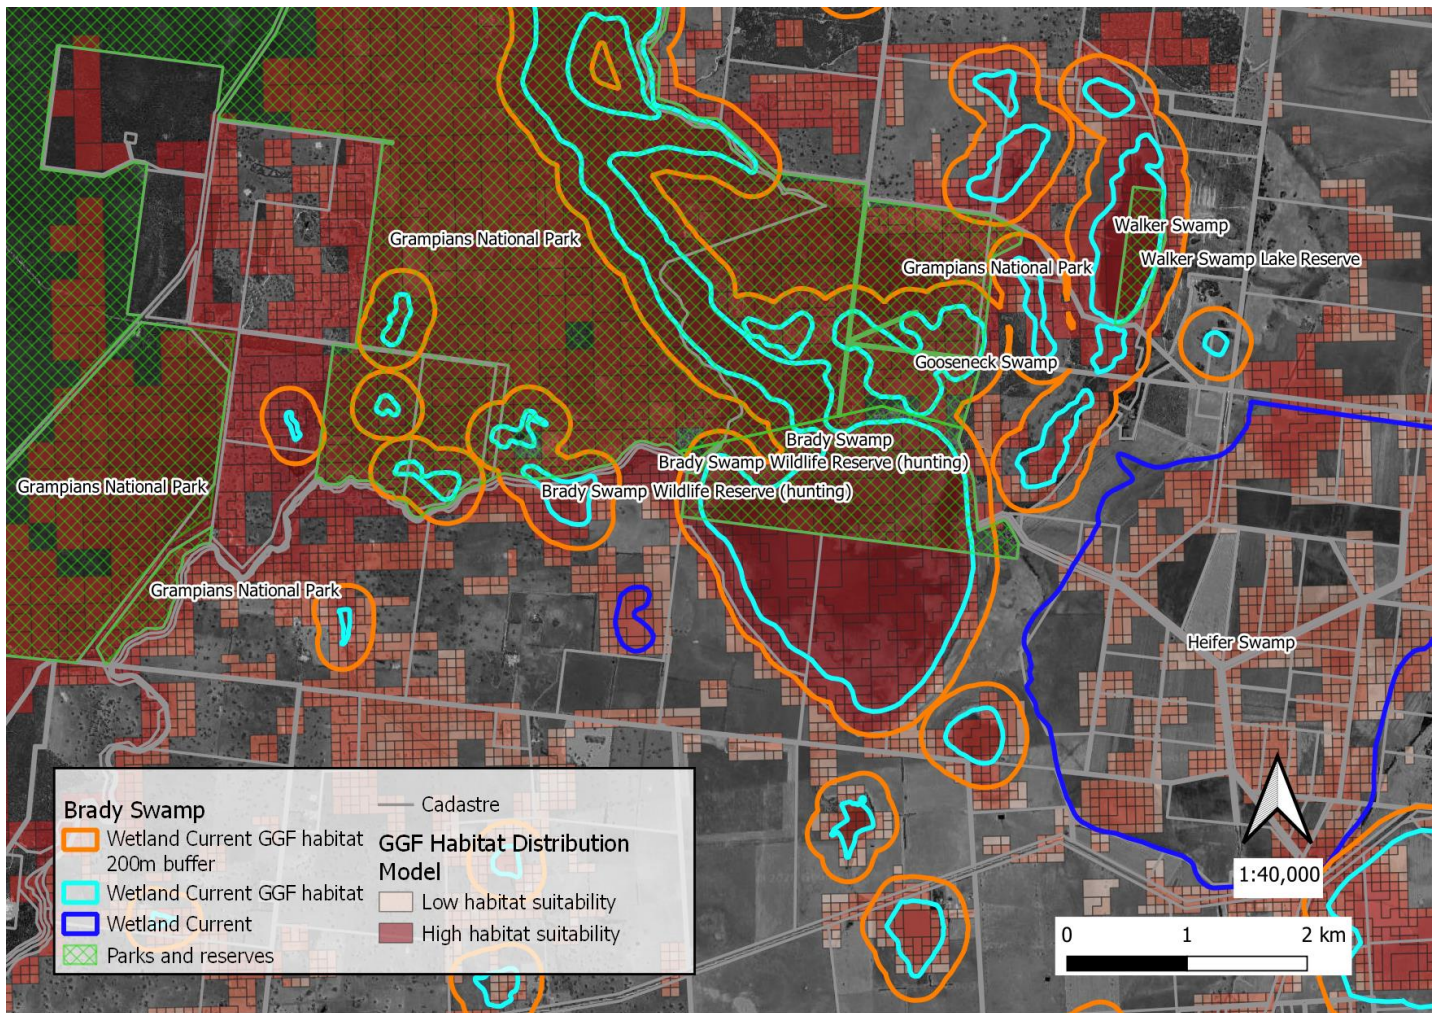 Grampians National Park
Walker Swamp
Walker Swamp Lake Reserve
Grampians National Park
Gooseneck Swamp
Brady Swamp
Brady Swamp Wildlife Reserve (hunting)
Grampians National Park
Brady Swamp Wildlife Reserve (hunting)
Grampians National Park
Heifer Swamp
Brady Swamp
Wetland Current GGF habitat
200m buffer
Wetland Current GGF habitat
Wetland Current
Parks and reserves
Cadastre
GGF Habitat Distribution
Model
Low habitat suitability
High habitat suitability
1:40,000
0 1 2 km